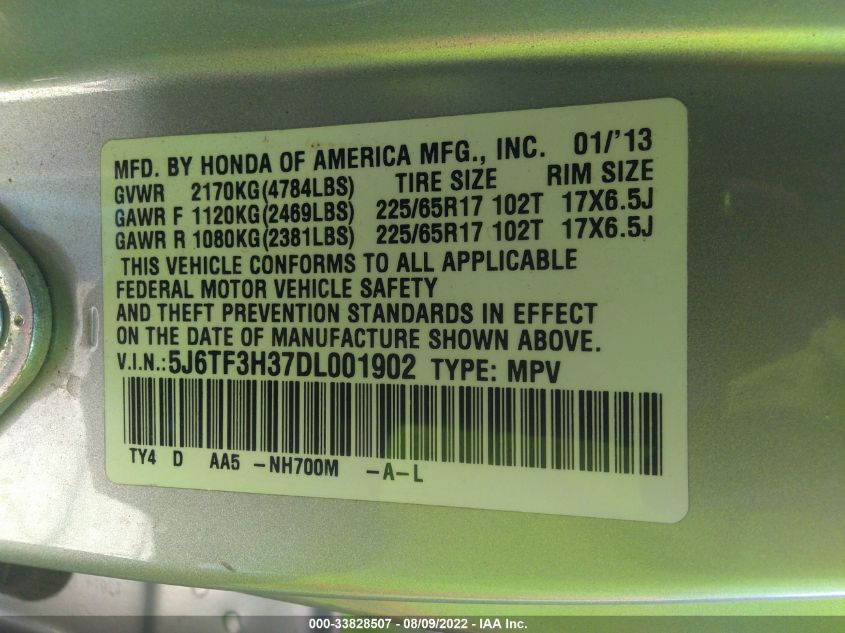 MFD. BY HONDA OF AMERICA MFG., INC. 01/'13
GVWR 2170KG(4784LBS) TIRE SIZE RIM SIZE
GAWR F 1120KG(2469LBS) 225/65R17 102T 17X6.5J
GAWR R 1080KG(2381LBS) 225/65R17 102T 17X6.5J
THIS VEHICLE CONFORMS TO ALL APPLICABLE
FEDERAL MOTOR VEHICLE SAFETY
AND THEFT PREVENTION STANDARDS IN EFFECT
ON THE DATE OF MANUFACTURE SHOWN ABOVE.
V.I.N.:5J6TF3H37DL001902 TYPE: MPV
TY4 D AA5 -NH700M -A-L
000-33828507 - 08/09/2022 - IAA Inc.